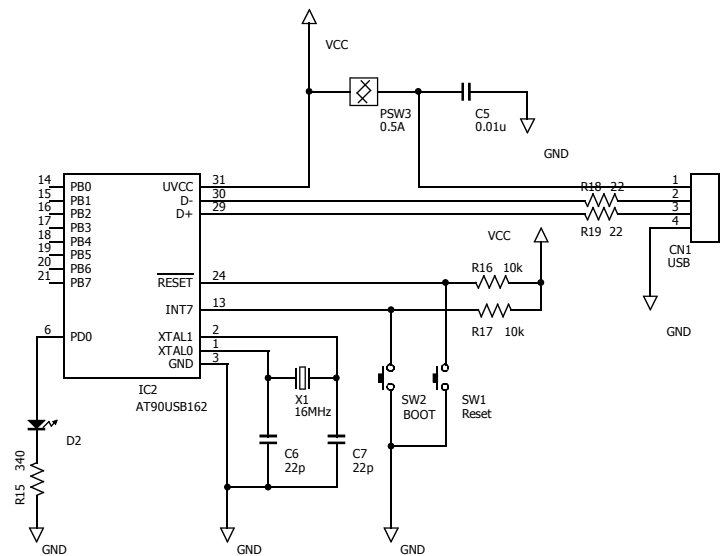 VCC
PSW3
0.5A
C5
0.01u
GND
14 PB0 UVCC 31
15 PB1 D- 30
16 PB2 D+ 29
17 PB3
18 PB4
19 PB5
20 PB6
21 PB7
RESET 24
INT7 13
6 PD0 XTAL1 2
XTAL0 1
GND 3
IC2
AT90USB162
R18 22
R19 22
1
2
3
4
CN1
USB
VCC
R16 10k
R17 10k
GND
X1
16MHz
SW2
BOOT
SW1
Reset
D2
C6
22p
C7
22p
R15 340
GND
GND
GND